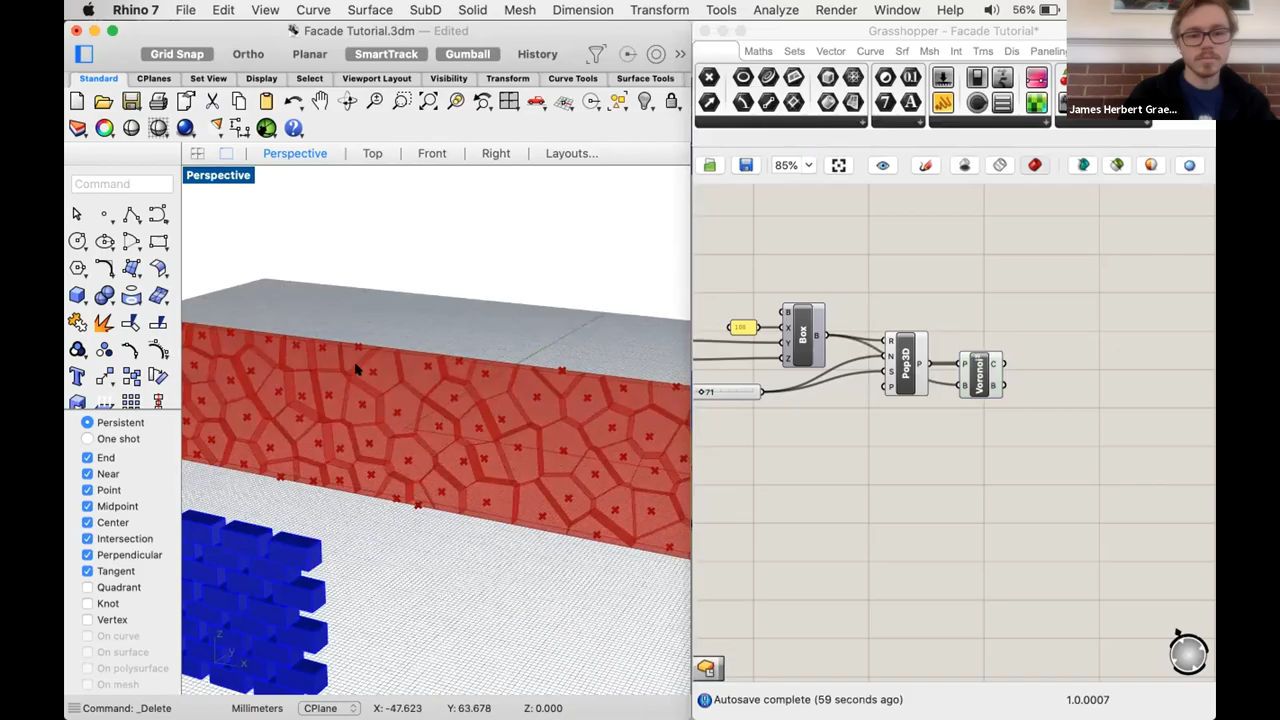 Rhino 7 File Edit View Curve Surface SubD Solid Mesh Dimension Transform Tools Analyze Render Window Help 56%
Facade Tutorial.3dm — Edited
Grasshopper - Facade Tutorial*
Grid Snap Ortho Planar SmartTrack Gumball History
Maths Sets Vector Curve Srf Msh Int Tms Dis Paneling
Standard CPlanes Set View Display Select Viewport Layout Visibility Transform Curve Tools Surface Tools
James Herbert Grae...
Perspective Top Front Right Layouts...
85%
Perspective
Command
Persistent
One shot
End
Near
Point
Midpoint
Center
Intersection
Perpendicular
Tangent
Quadrant
Knot
Vertex
On curve
On surface
On polysurface
On mesh
z
y
x
B
X
Y
Z
Box
B
R
N
S
P
Pop3D
P
P
B
Voronoi
C
B
71
Command: _Delete Millimeters CPlane X: -47.623 Y: 63.678 Z: 0.000
Autosave complete (59 seconds ago) 1.0.0007